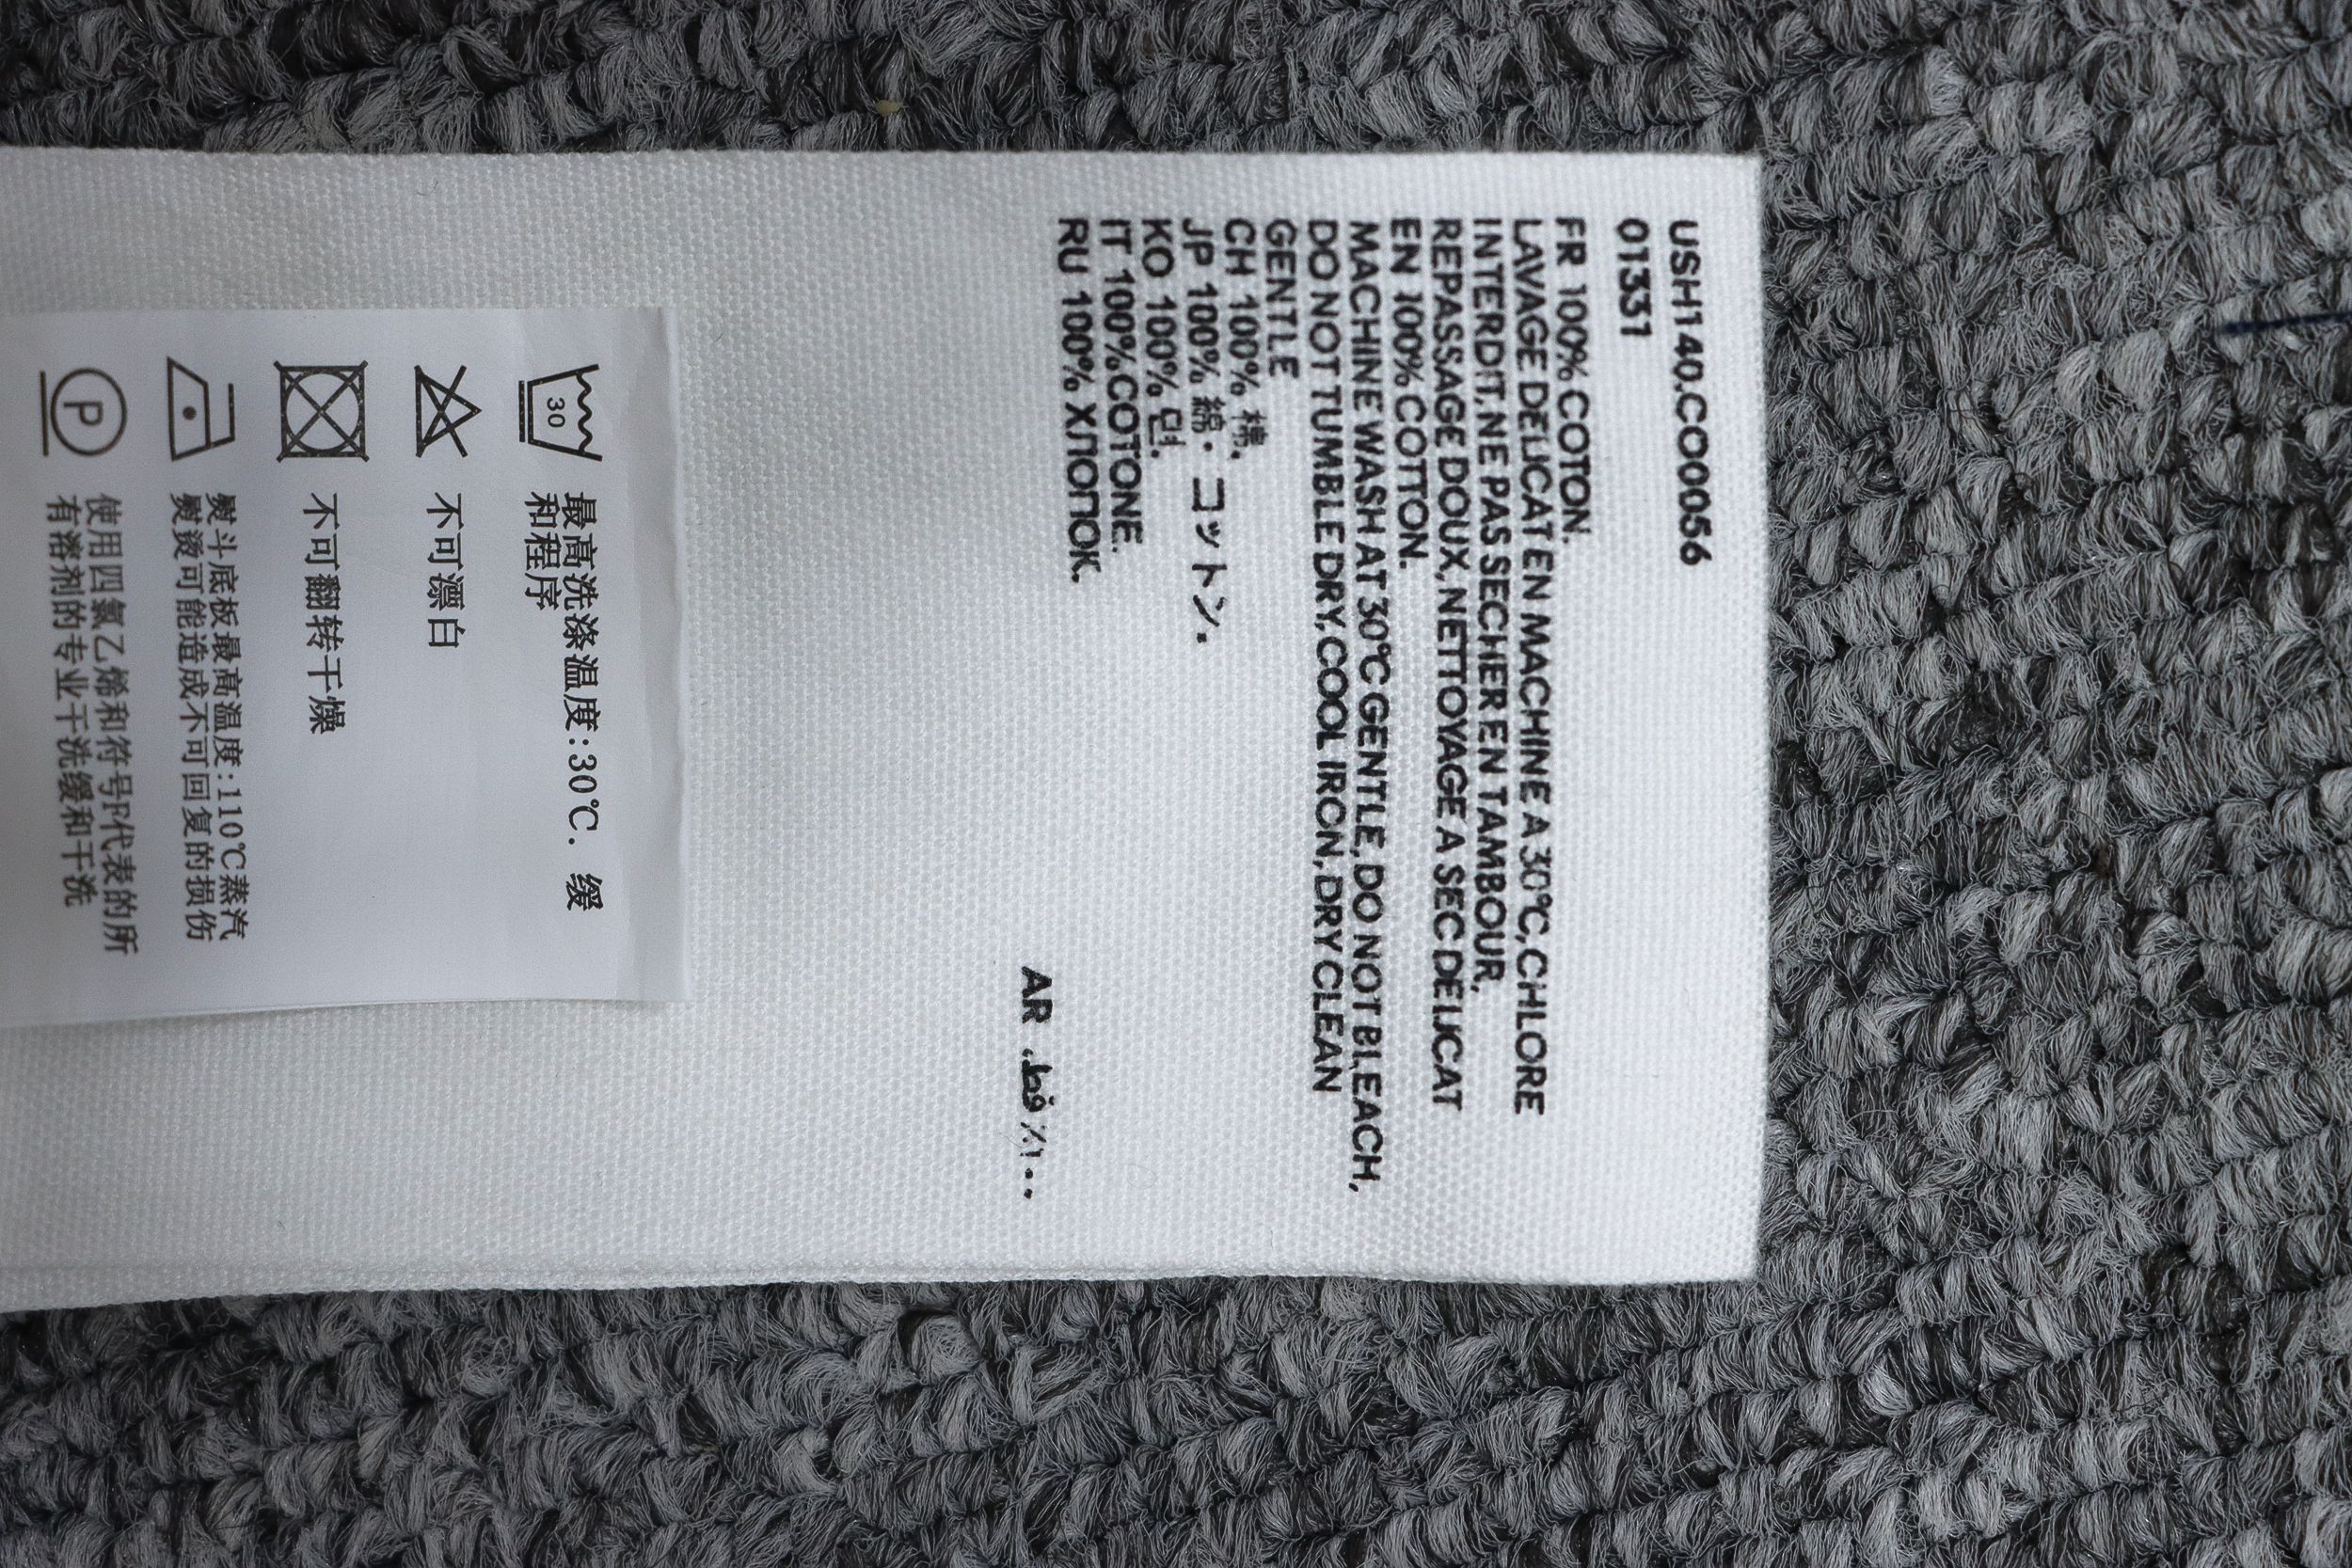 USH140.CO0056
01331
FR 100% COTON.
LAVAGE DELICAT EN MACHINE A 30°C, CHLORE
INTERDIT, NE PAS SECHER EN TAMBOUR,
REPASSAGE DOUX, NETTOYAGE A SEC DELICAT
EN 100% COTTON.
MACHINE WASH AT 30°C GENTLE, DO NOT BLEACH,
DO NOT TUMBLE DRY, COOL IRON, DRY CLEAN
GENTLE
CH 100% 棉.
JP 100% 綿・コットン.
KO 100% 면.
IT 100% COTONE.
RU 100% ХЛОПОК.
AR .قطن ٪١٠٠
30
最高洗涤温度:30℃. 缓
和程序
不可漂白
不可翻转干燥
熨斗底板最高温度:110℃蒸汽
熨烫可能造成不可回复的损伤
P
使用四氯乙烯和符号F代表的所
有溶剂的专业干洗缓和干洗